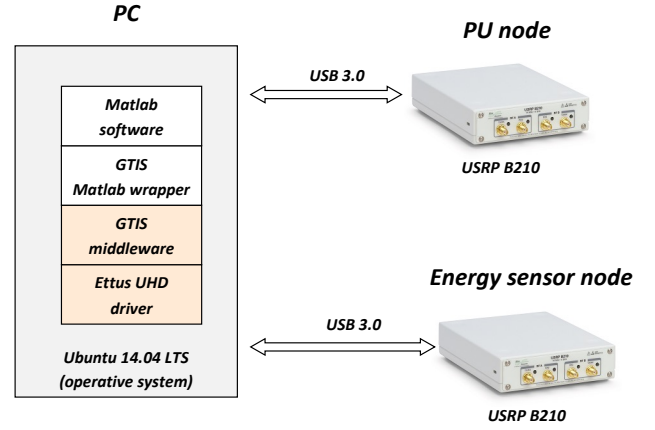 PC
PU node
USB 3.0
Matlab
software
GTIS
Matlab wrapper
USRP B210
GTIS
middleware
Ettus UHD
driver
Energy sensor node
USB 3.0
Ubuntu 14.04 LTS
(operative system)
USRP B210